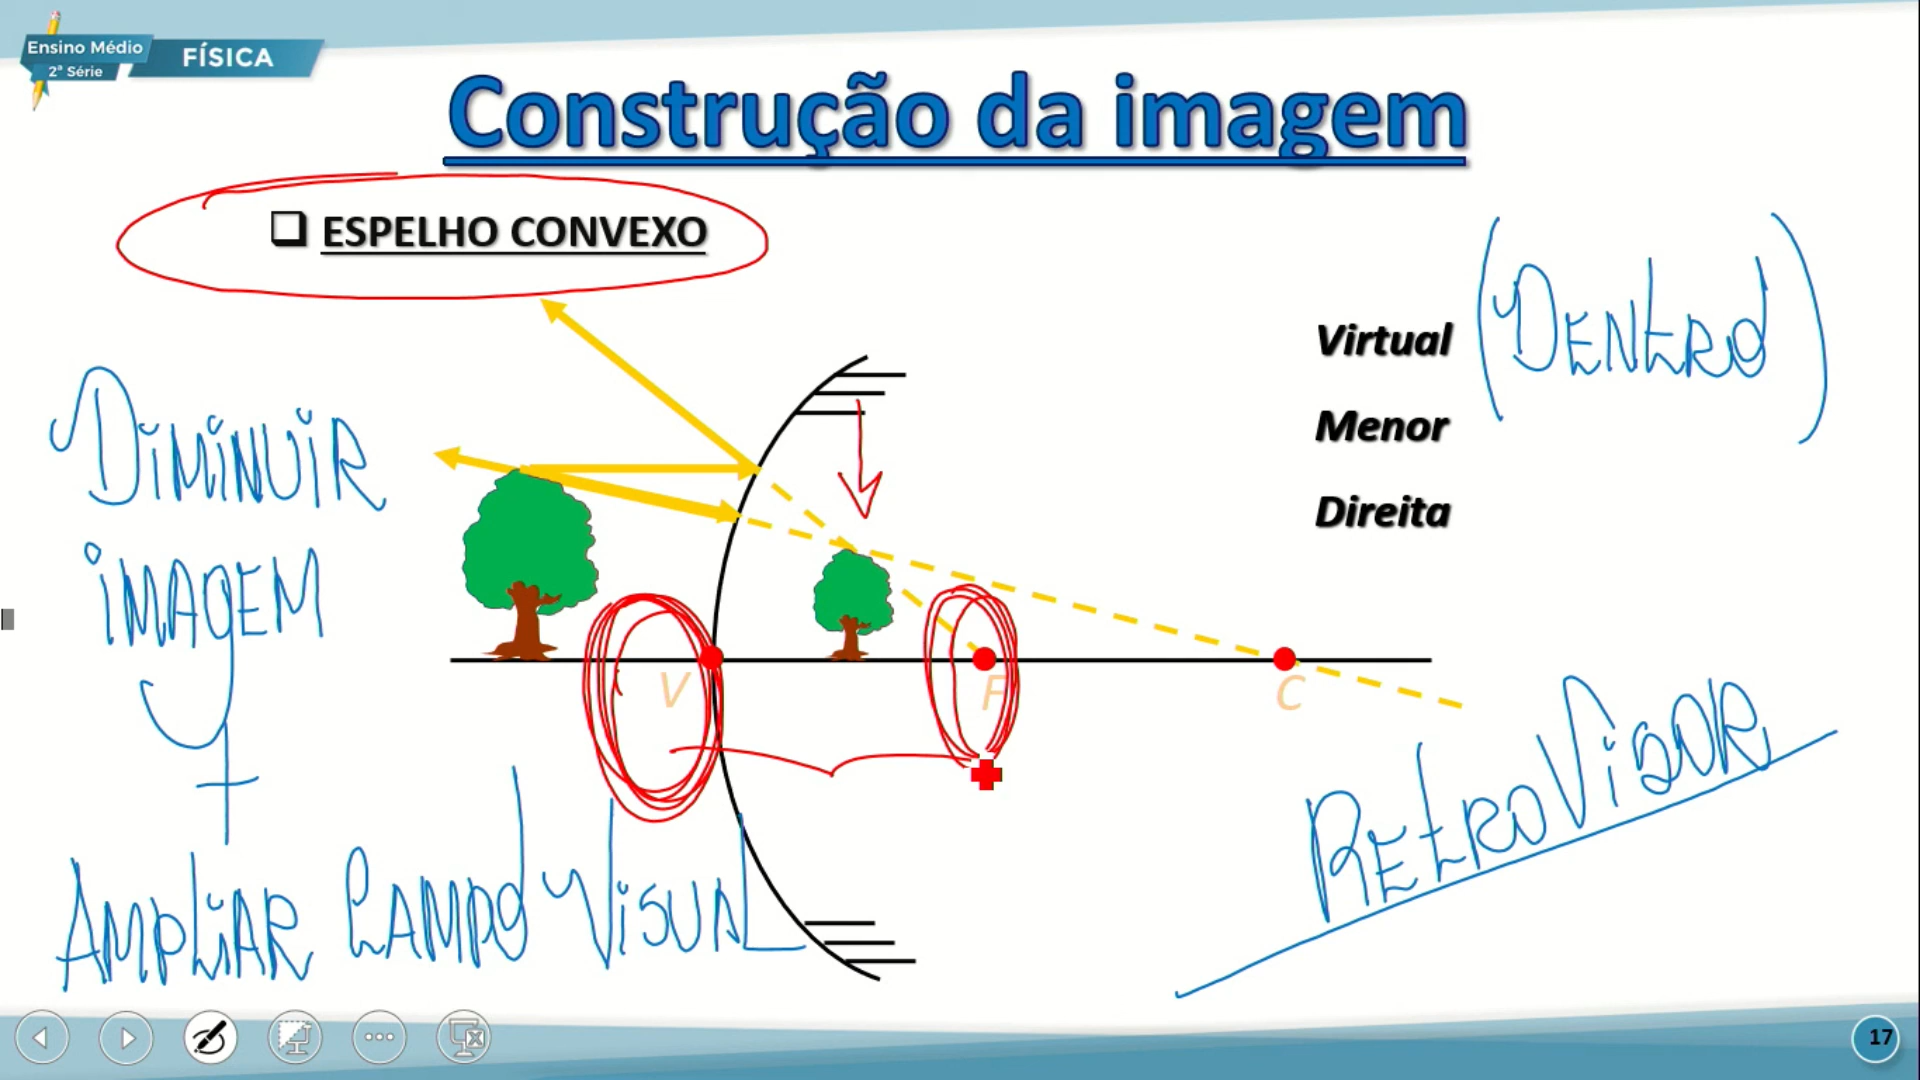 Ensino Médio
2ª Série
FÍSICA
Construção da imagem
ESPELHO CONVEXO
Virtual (DENTRO)
Menor
Direita
DIMINUIR
IMAGEM
+
AMPLIAR CAMPO VISUAL
V
F
C
RETROVISOR
17